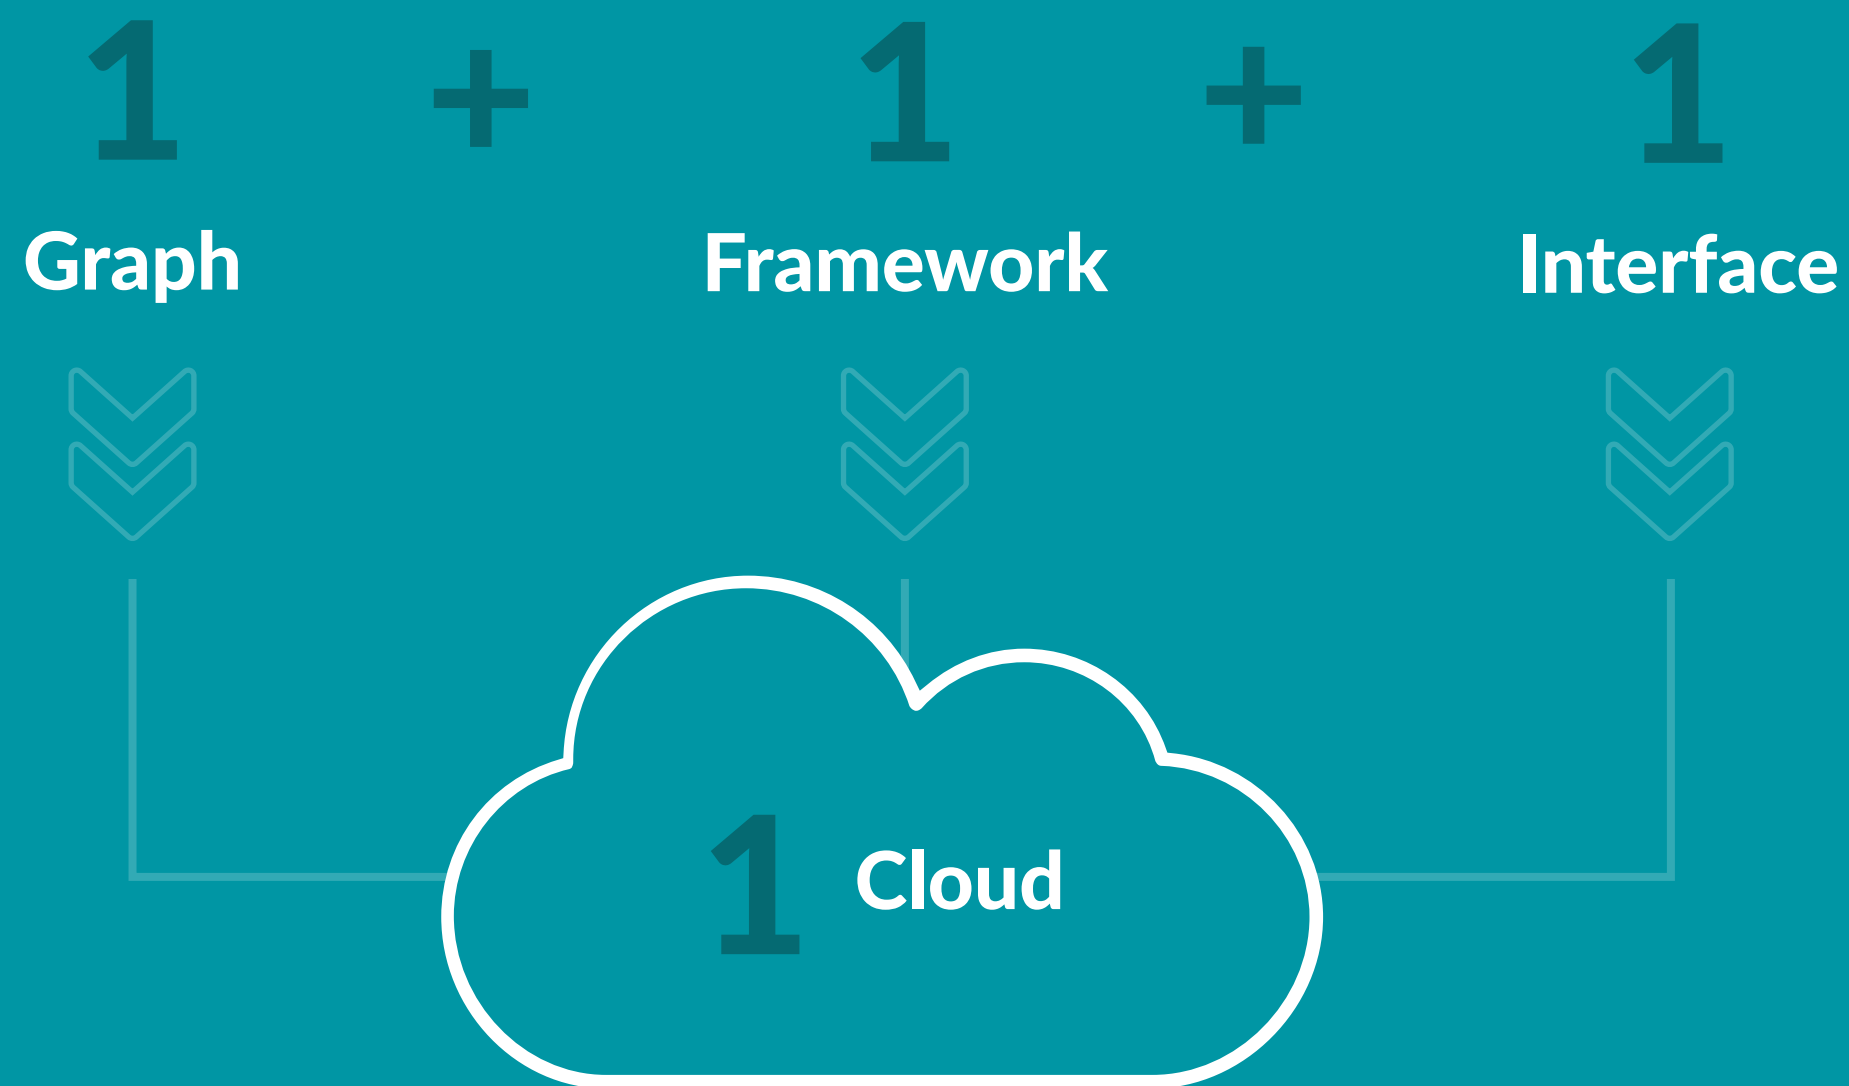 1 + 1 + 1
Graph Framework Interface
1 Cloud